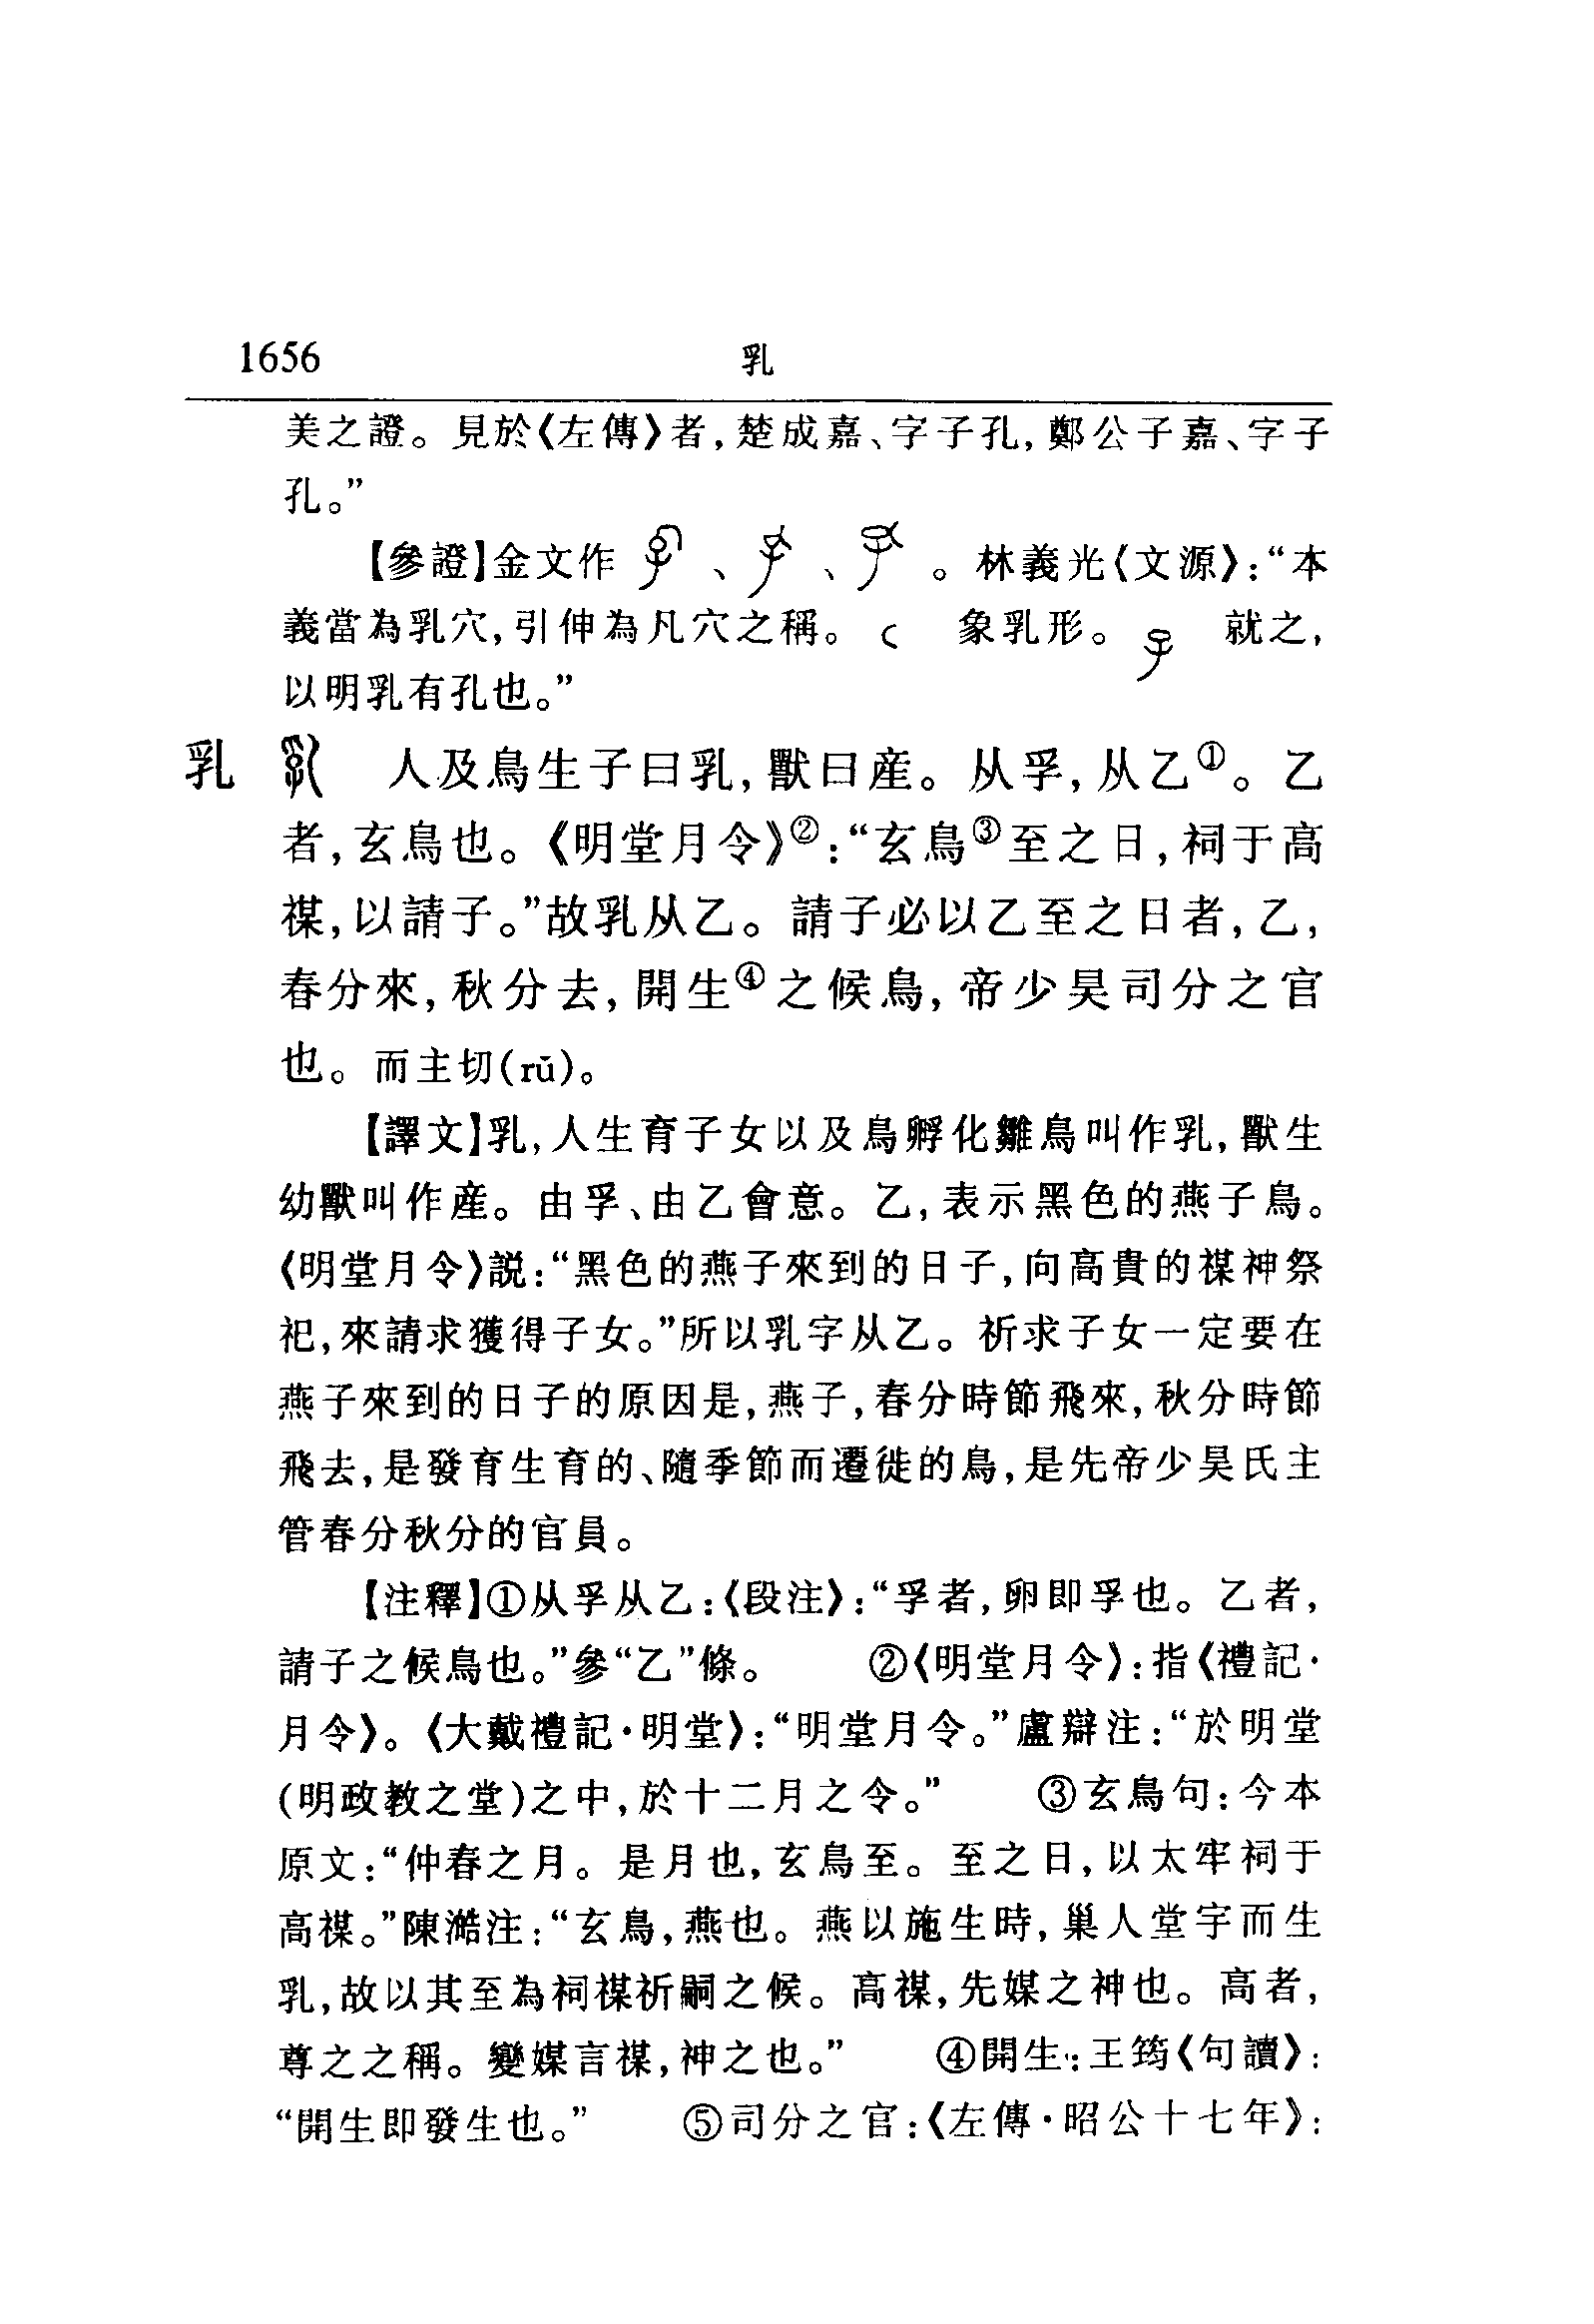 1656
乳
美之證。見於〈左傳〉者,楚成嘉、字子孔,鄭公子嘉、字子
孔。”
【參證】金文作 、 、 。林義光〈文源〉:“本
義當為乳穴,引伸為凡穴之稱。 象乳形。 就之,
以明乳有孔也。”
乳 人及鳥生子曰乳,獸曰産。从孚,从乙①。乙
者,玄鳥也。《明堂月令》②:“玄鳥③至之日,祠于高
禖,以請子。”故乳从乙。請子必以乙至之日者,乙,
春分來,秋分去,開生④之候鳥,帝少昊司分之官
也。而主切(rǔ)。
【譯文】乳,人生育子女以及鳥孵化雛鳥叫作乳,獸生
幼獸叫作産。由孚、由乙會意。乙,表示黑色的燕子鳥。
〈明堂月令〉説:“黑色的燕子來到的日子,向高貴的禖神祭
祀,來請求獲得子女。”所以乳字从乙。祈求子女一定要在
燕子來到的日子的原因是,燕子,春分時節飛來,秋分時節
飛去,是發育生育的、隨季節而遷徙的鳥,是先帝少昊氏主
管春分秋分的官員。
【注釋】①从孚从乙:〈段注〉:“孚者,卵即孚也。乙者,
請子之候鳥也。”參“乙”條。 ②〈明堂月令〉:指〈禮記·
月令〉。〈大戴禮記·明堂〉:“明堂月令。”盧辯注:“於明堂
(明政教之堂)之中,於十二月之令。” ③玄鳥句:今本
原文:“仲春之月。是月也,玄鳥至。至之日,以太牢祠于
高禖。”陳澔注:“玄鳥,燕也。燕以施生時,巢人堂宇而生
乳,故以其至為祠禖祈嗣之候。高禖,先媒之神也。高者,
尊之之稱。變媒言禖,神之也。” ④開生:王筠〈句讀〉:
“開生即發生也。” ⑤司分之官:〈左傳·昭公十七年〉: